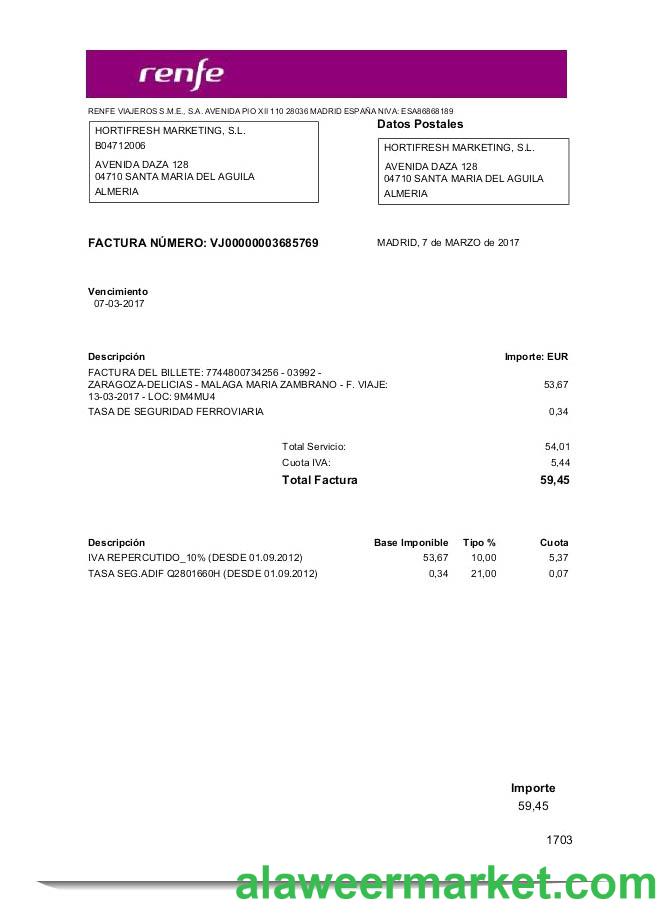 renfe
RENFE VIAJEROS S.M.E., S.A. AVENIDA PIO XII 110 28036 MADRID ESPAÑA NIVA: ESA86868189
HORTIFRESH MARKETING, S.L.
B04712006
AVENIDA DAZA 128
04710 SANTA MARIA DEL AGUILA
ALMERIA
Datos Postales
HORTIFRESH MARKETING, S.L.
AVENIDA DAZA 128
04710 SANTA MARIA DEL AGUILA
ALMERIA
FACTURA NÚMERO: VJ00000003685769
MADRID, 7 de MARZO de 2017
Vencimiento
07-03-2017
Descripción Importe: EUR
FACTURA DEL BILLETE: 7744800734256 - 03992 -
ZARAGOZA-DELICIAS - MALAGA MARIA ZAMBRANO - F. VIAJE: 53,67
13-03-2017 - LOC: 9M4MU4
TASA DE SEGURIDAD FERROVIARIA 0,34
Total Servicio: 54,01
Cuota IVA: 5,44
Total Factura 59,45
Descripción Base Imponible Tipo % Cuota
IVA REPERCUTIDO_10% (DESDE 01.09.2012) 53,67 10,00 5,37
TASA SEG.ADIF Q2801660H (DESDE 01.09.2012) 0,34 21,00 0,07
Importe
59,45
1703
alaweermarket.com